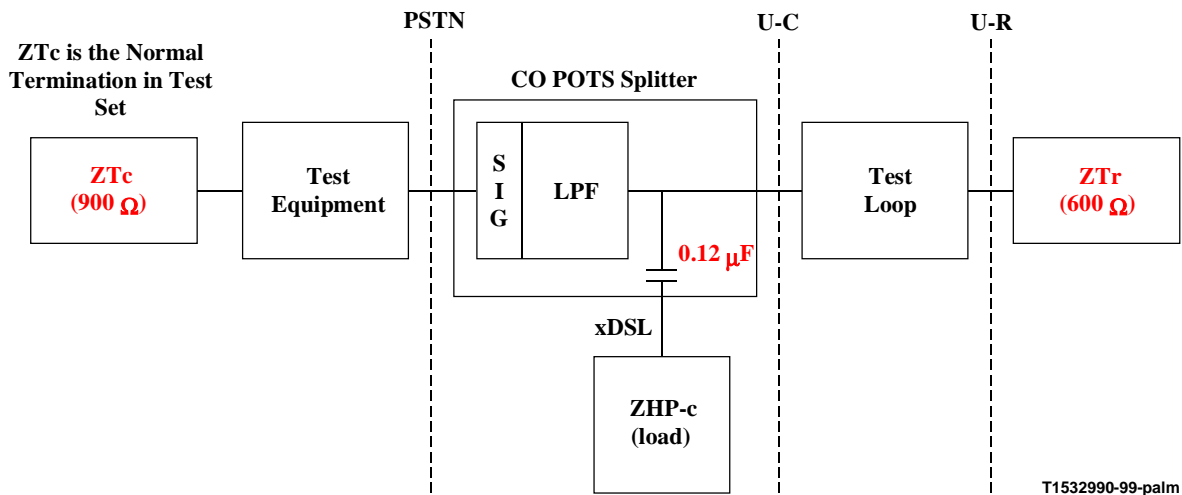 PSTN
U-C
U-R
ZTc is the Normal
Termination in Test
Set
CO POTS Splitter
ZTc
(900 Ω)
Test
Equipment
S
I
G
LPF
Test
Loop
ZTr
(600 Ω)
0.12 μF
xDSL
ZHP-c
(load)
T1532990-99-palm